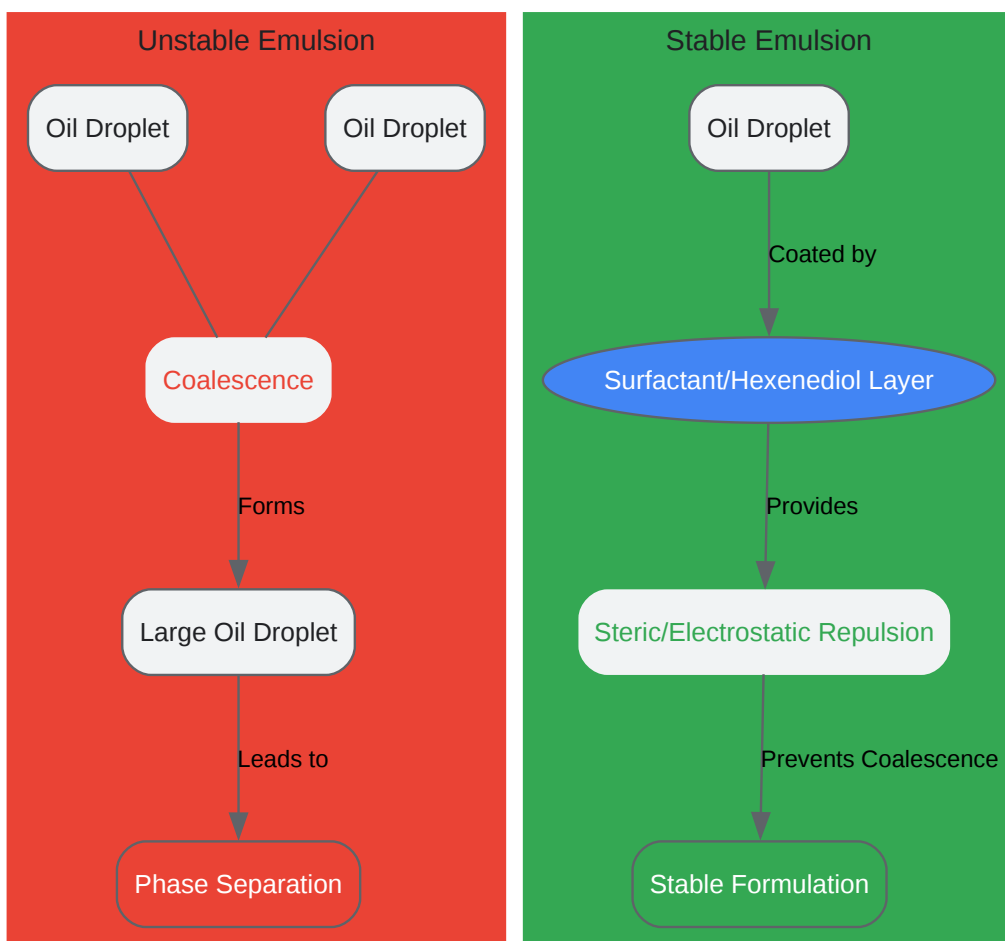 Unstable Emulsion
Oil Droplet
Oil Droplet
Coalescence
Forms
Large Oil Droplet
Leads to
Phase Separation
Stable Emulsion
Oil Droplet
Coated by
Surfactant/Hexenediol Layer
Provides
Steric/Electrostatic Repulsion
Prevents Coalescence
Stable Formulation